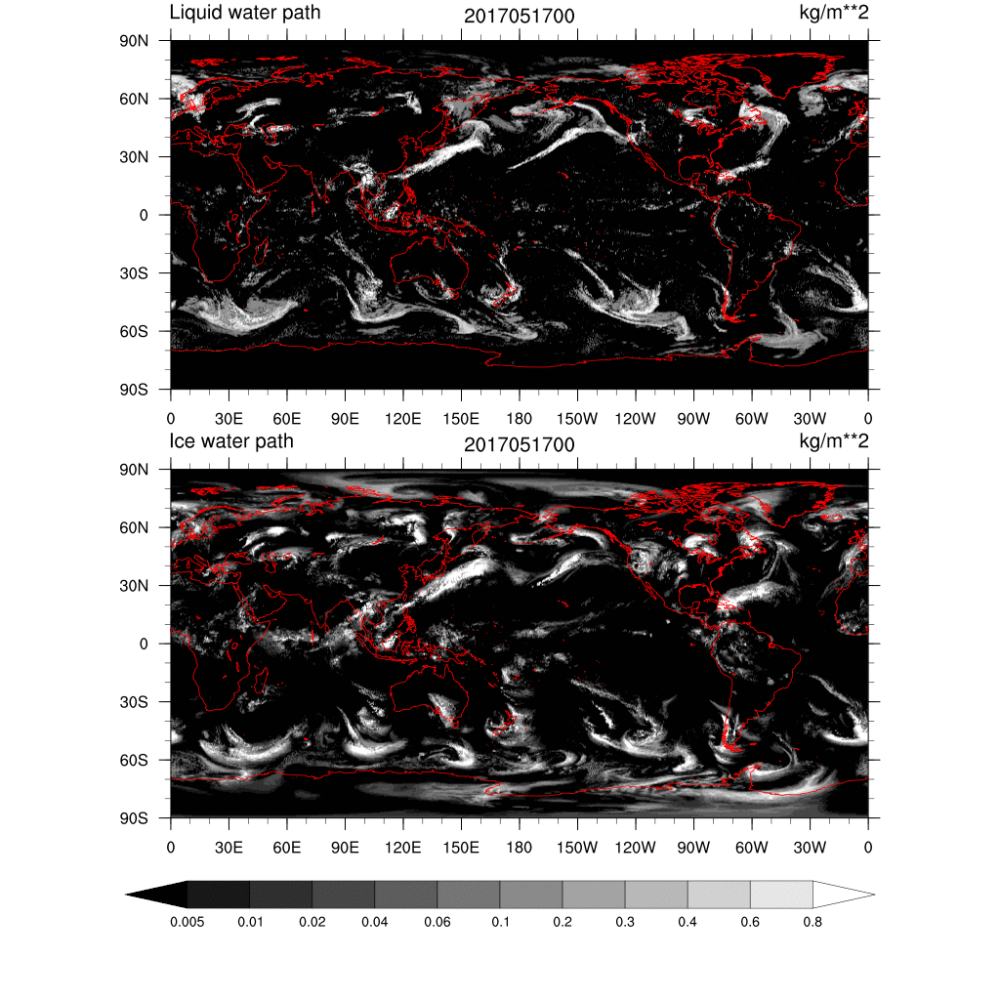 Liquid water path 2017051700 kg/m**2
90N
60N
30N
0
30S
60S
90S
0 30E 60E 90E 120E 150E 180 150W 120W 90W 60W 30W 0
Ice water path 2017051700 kg/m**2
90N
60N
30N
0
30S
60S
90S
0 30E 60E 90E 120E 150E 180 150W 120W 90W 60W 30W 0
0.005 0.01 0.02 0.04 0.06 0.1 0.2 0.3 0.4 0.6 0.8